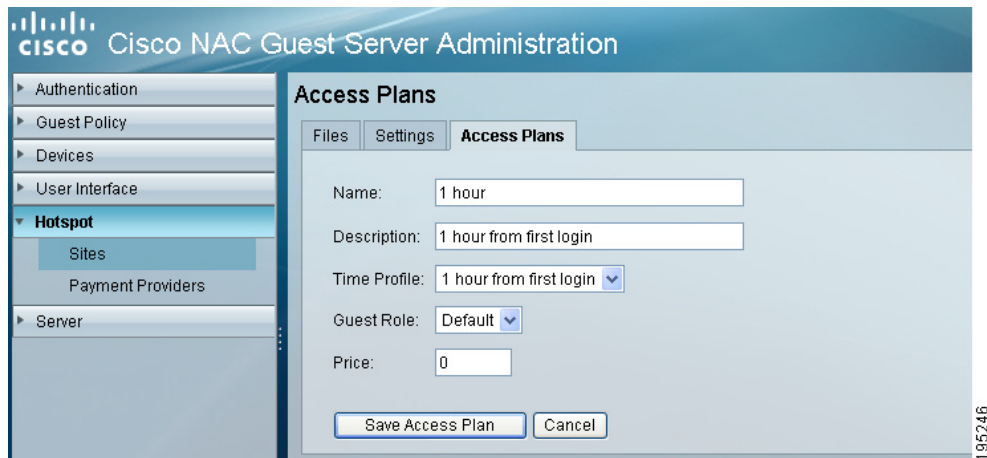 CISCO Cisco NAC Guest Server Administration
Authentication
Guest Policy
Devices
User Interface
Hotspot
Sites
Payment Providers
Server
Access Plans
Files Settings Access Plans
Name: 1 hour
Description: 1 hour from first login
Time Profile: 1 hour from first login
Guest Role: Default
Price: 0
Save Access Plan Cancel
195246